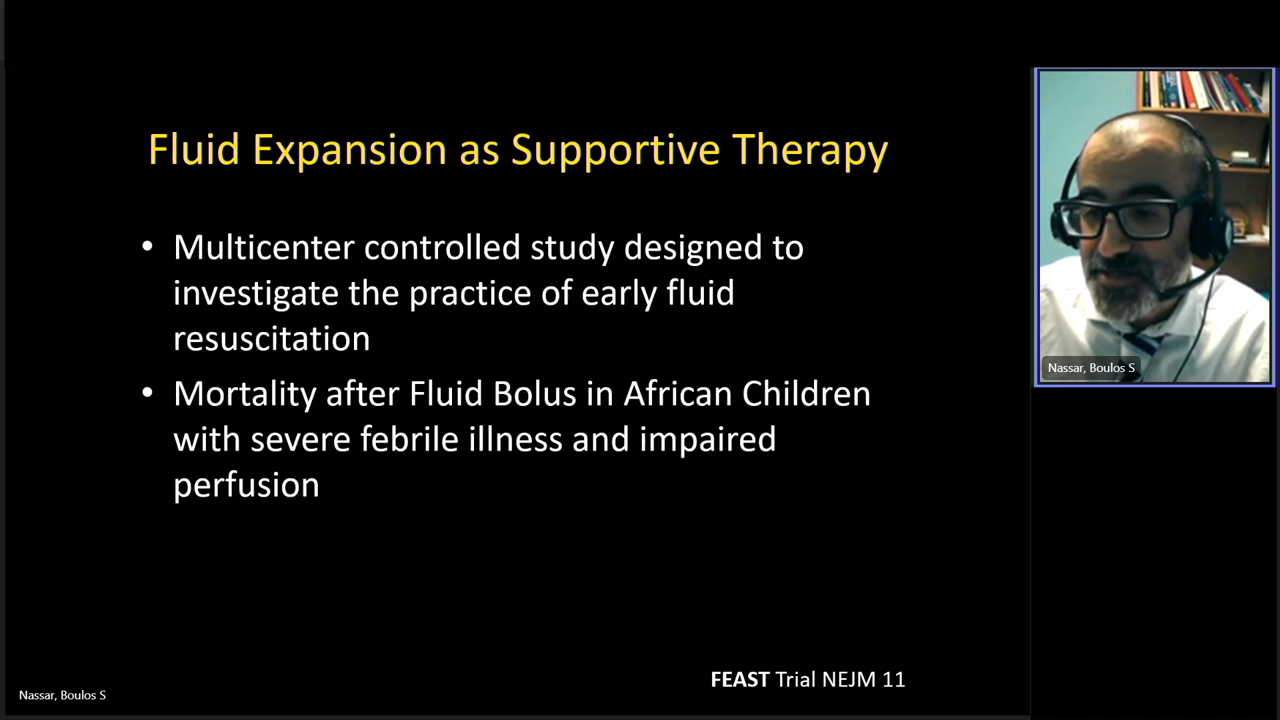 Fluid Expansion as Supportive Therapy
• Multicenter controlled study designed to
investigate the practice of early fluid
resuscitation
• Mortality after Fluid Bolus in African Children
with severe febrile illness and impaired
perfusion
FEAST Trial NEJM 11
Nassar, Boulos S
Nassar, Boulos S